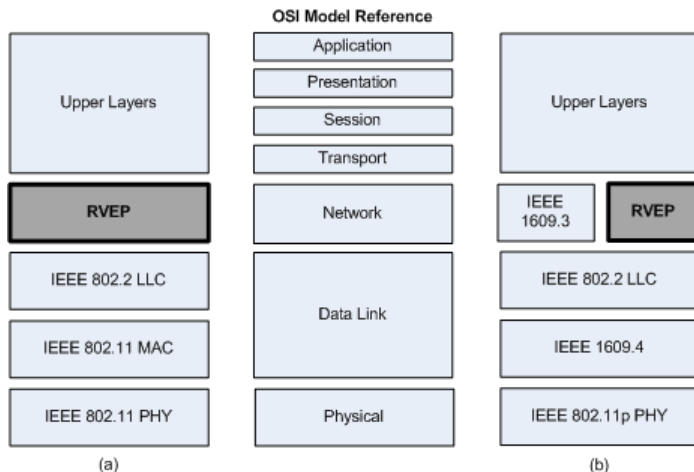 OSI Model Reference
Upper Layers
RVEP
IEEE 802.2 LLC
IEEE 802.11 MAC
IEEE 802.11 PHY
(a)
Application
Presentation
Session
Transport
Network
Data Link
Physical
Upper Layers
IEEE
1609.3
RVEP
IEEE 802.2 LLC
IEEE 1609.4
IEEE 802.11p PHY
(b)